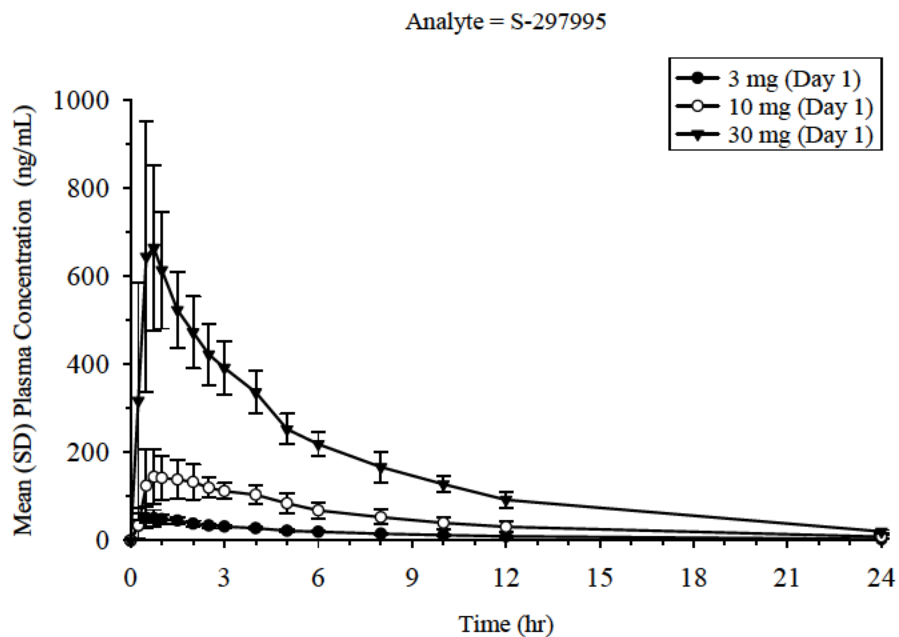 Analyte = S-297995
3 mg (Day 1)
10 mg (Day 1)
30 mg (Day 1)
Mean (SD) Plasma Concentration (ng/mL)
1000
800
600
400
200
0
0 3 6 9 12 15 18 21 24
Time (hr)